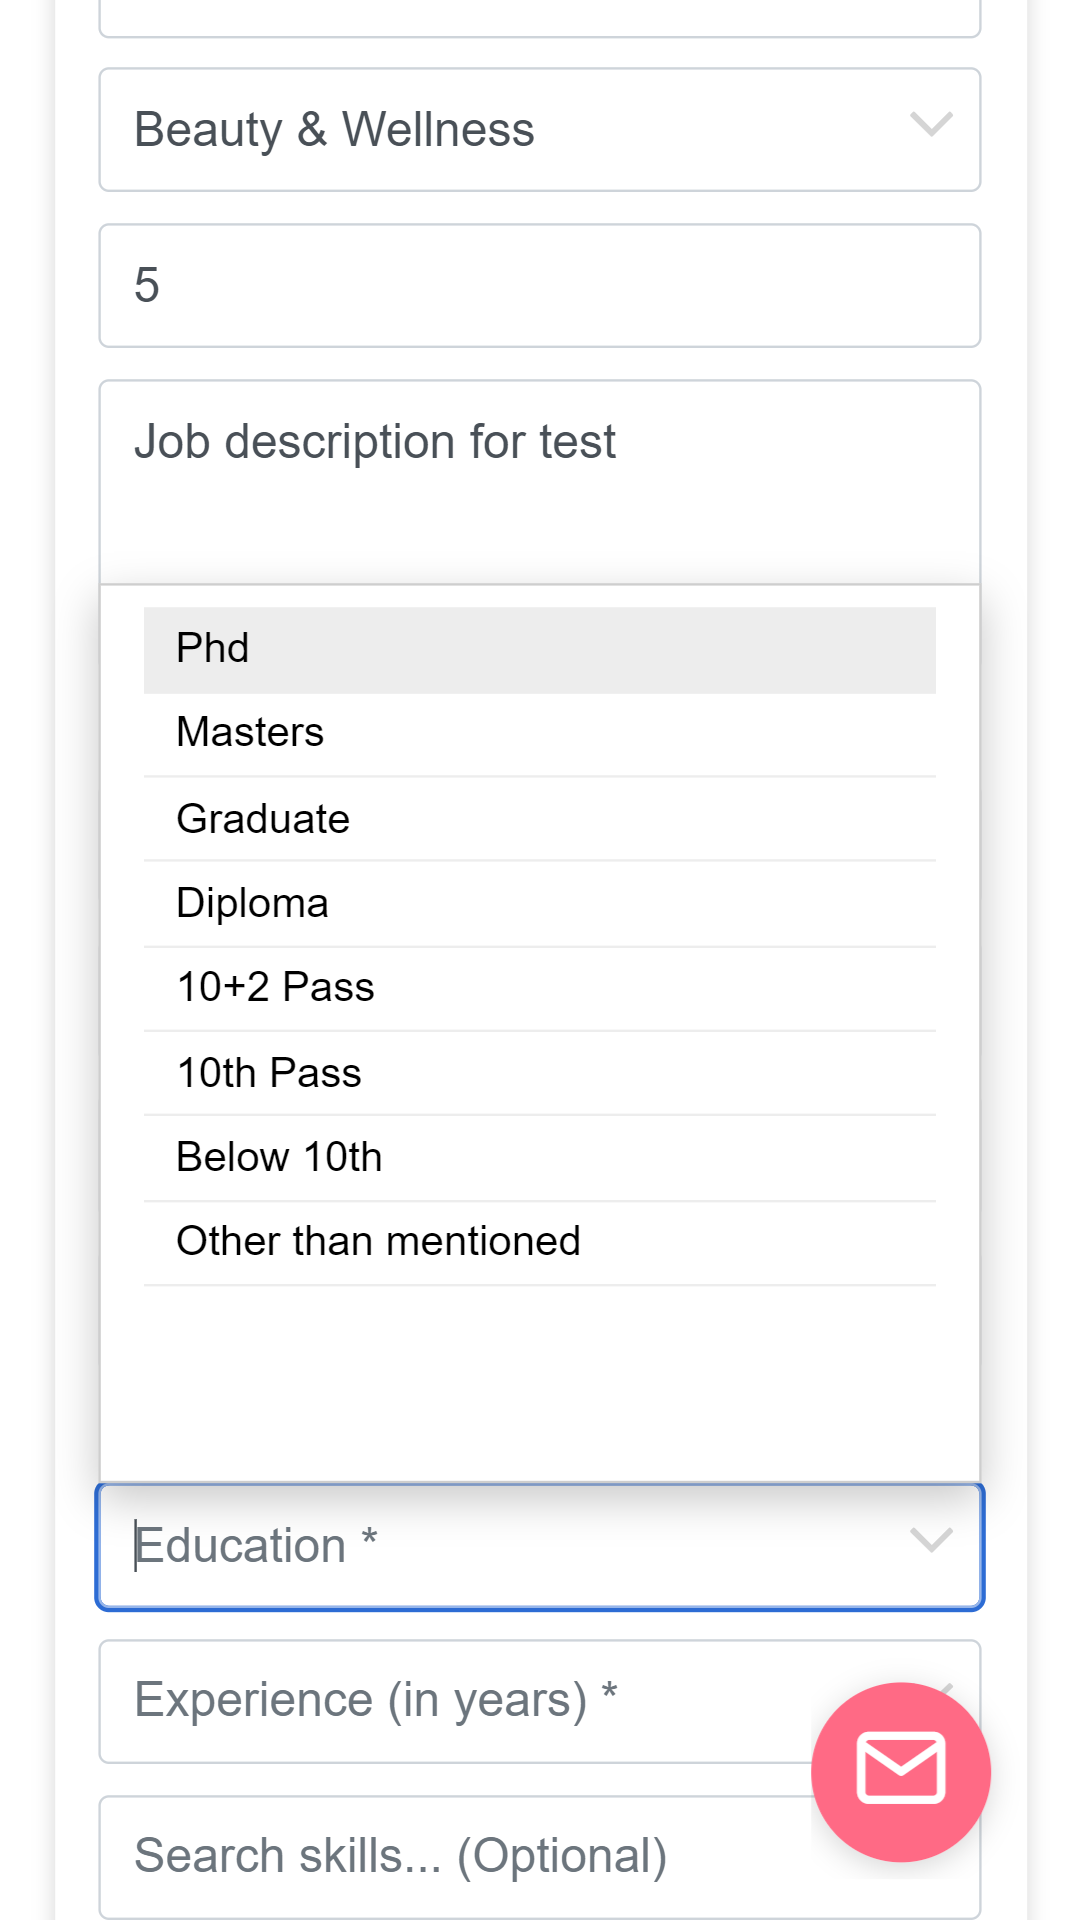 Beauty & Wellness
5
Job description for test
Phd
Masters
Graduate
Diploma
10+2 Pass
10th Pass
Below 10th
Other than mentioned
Education *
Experience (in years) *
Search skills... (Optional)